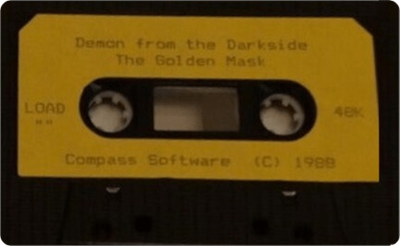 Demon from the Darkside
The Golden Mask
LOAD
""
48K
Compass Software (C) 1988